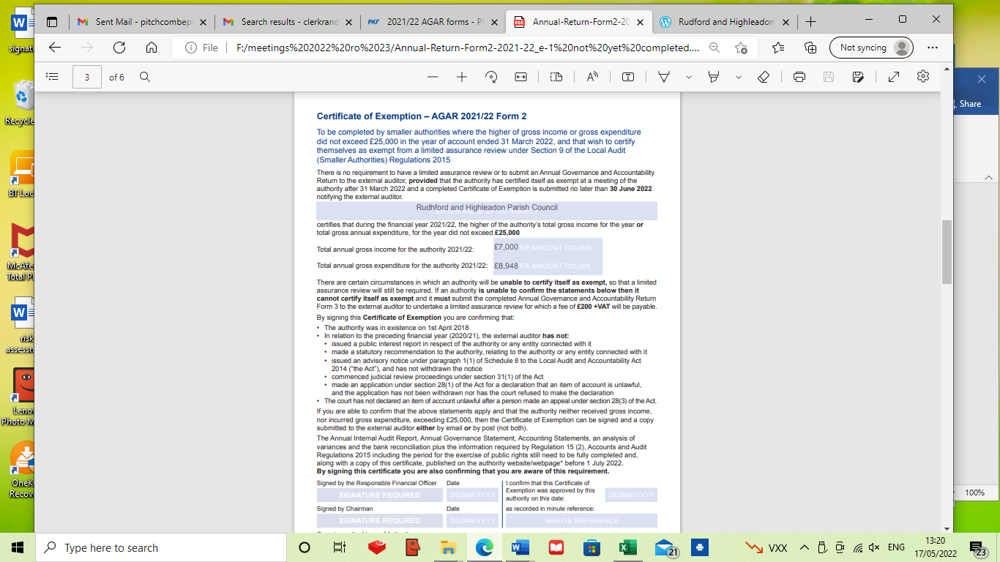 Sent Mail - pitchcombep
Search results - clerkrand
PKF 2021/22 AGAR forms - P
Annual-Return-Form2-20
Rudford and Highleadon
File
F:/meetings%202022%20ro%2023/Annual-Return-Form2-2021-22_e-1%20not%20yet%20completed....
Not syncing
3 of 6
Share
Certificate of Exemption – AGAR 2021/22 Form 2
To be completed by smaller authorities where the higher of gross income or gross expenditure
did not exceed £25,000 in the year of account ended 31 March 2022, and that wish to certify
themselves as exempt from a limited assurance review under Section 9 of the Local Audit
(Smaller Authorities) Regulations 2015
There is no requirement to have a limited assurance review or to submit an Annual Governance and Accountability
Return to the external auditor, provided that the authority has certified itself as exempt at a meeting of the
authority after 31 March 2022 and a completed Certificate of Exemption is submitted no later than 30 June 2022
notifying the external auditor.
Rudhford and Highleadon Parish Council
certifies that during the financial year 2021/22, the higher of the authority's total gross income for the year or
total gross annual expenditure, for the year did not exceed £25,000
Total annual gross income for the authority 2021/22: £7,000 ER AMOUNT £00,000
Total annual gross expenditure for the authority 2021/22: £8,948 ER AMOUNT £00,000
There are certain circumstances in which an authority will be unable to certify itself as exempt, so that a limited
assurance review will still be required. If an authority is unable to confirm the statements below then it
cannot certify itself as exempt and it must submit the completed Annual Governance and Accountability Return
Form 3 to the external auditor to undertake a limited assurance review for which a fee of £200 +VAT will be payable.
By signing this Certificate of Exemption you are confirming that:
• The authority was in existence on 1st April 2018
• In relation to the preceding financial year (2020/21), the external auditor has not:
• issued a public interest report in respect of the authority or any entity connected with it
• made a statutory recommendation to the authority, relating to the authority or any entity connected with it
• issued an advisory notice under paragraph 1(1) of Schedule 8 to the Local Audit and Accountability Act
2014 ("the Act"), and has not withdrawn the notice
• commenced judicial review proceedings under section 31(1) of the Act
• made an application under section 28(1) of the Act for a declaration that an item of account is unlawful,
and the application has not been withdrawn nor has the court refused to make the declaration
• The court has not declared an item of account unlawful after a person made an appeal under section 28(3) of the Act.
If you are able to confirm that the above statements apply and that the authority neither received gross income,
nor incurred gross expenditure, exceeding £25,000, then the Certificate of Exemption can be signed and a copy
submitted to the external auditor either by email or by post (not both).
The Annual Internal Audit Report, Annual Governance Statement, Accounting Statements, an analysis of
variances and the bank reconciliation plus the information required by Regulation 15 (2), Accounts and Audit
Regulations 2015 including the period for the exercise of public rights still need to be fully completed and,
along with a copy of this certificate, published on the authority website/webpage* before 1 July 2022.
By signing this certificate you are also confirming that you are aware of this requirement.
Signed by the Responsible Financial Officer Date
SIGNATURE REQUIRED DD/MM/YYYY
I confirm that this Certificate of
Exemption was approved by this
authority on this date: DD/MM/YYYY
Signed by Chairman Date
SIGNATURE REQUIRED DD/MM/YYYY
as recorded in minute reference:
MINUTE REFERENCE
signat
Recycle
BT Loc
McAfe
Total P
risk
assessm
Leno
Photo M
OneK
Recov
100%
Type here to search
21
VXX
ENG
13:20
17/05/2022
23